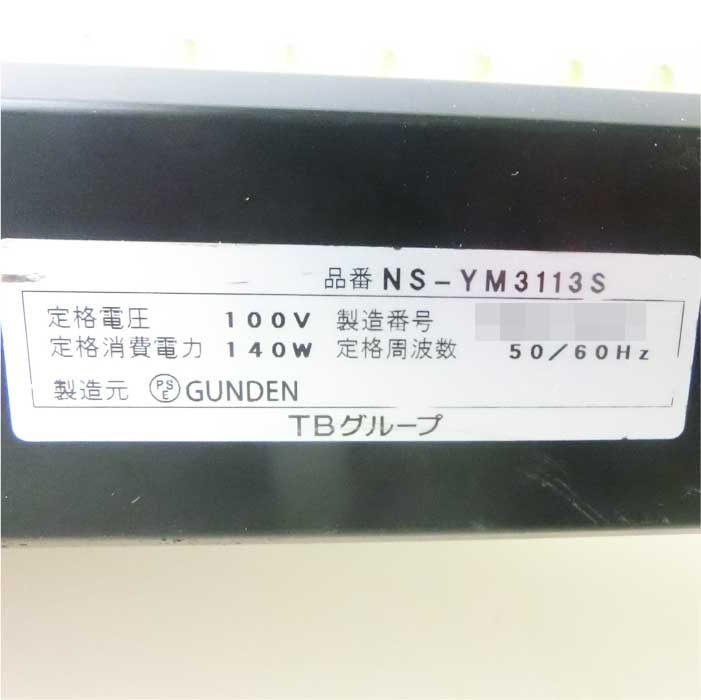 品番 NS-YM3113S
定格電圧 100V 製造番号
定格消費電力 140W 定格周波数 50/60Hz
製造元 PSE GUNDEN
TBグループ